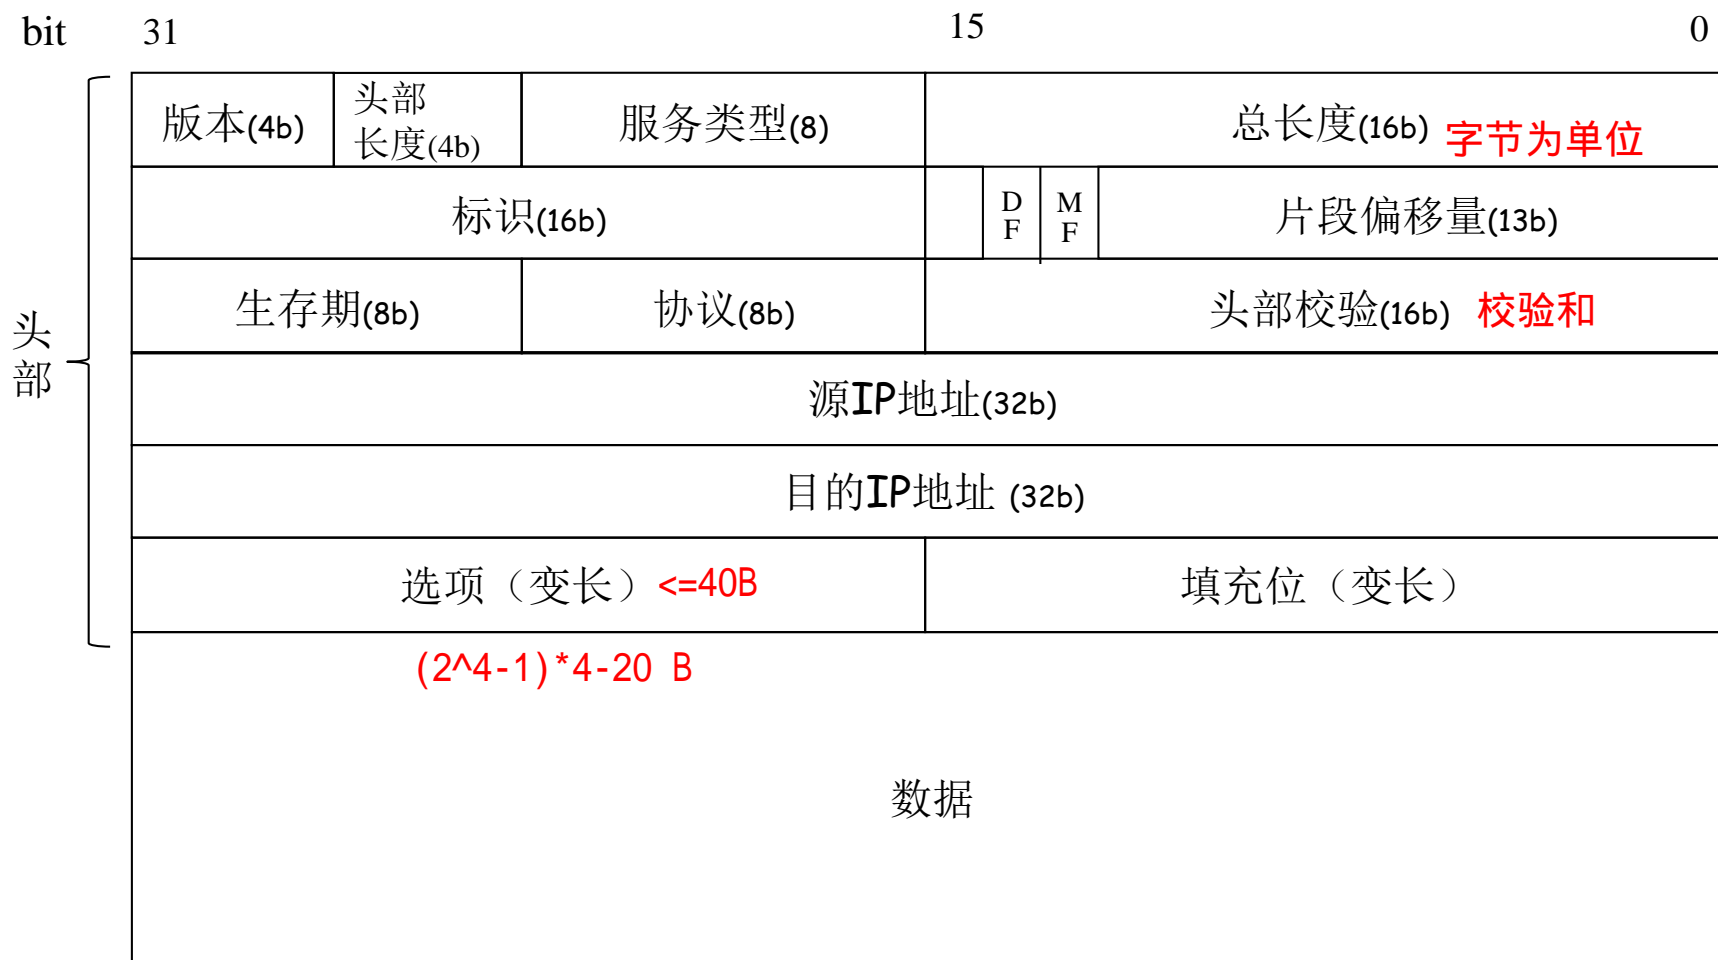 bit 31 15 0
版本(4b) 头部 长度(4b) 服务类型(8) 总长度(16b) 字节为单位
标识(16b) DF MF 片段偏移量(13b)
生存期(8b) 协议(8b) 头部校验(16b) 校验和
头部
源IP地址(32b)
目的IP地址 (32b)
选项（变长）<=40B 填充位（变长）
(2^4-1)*4-20 B
数据